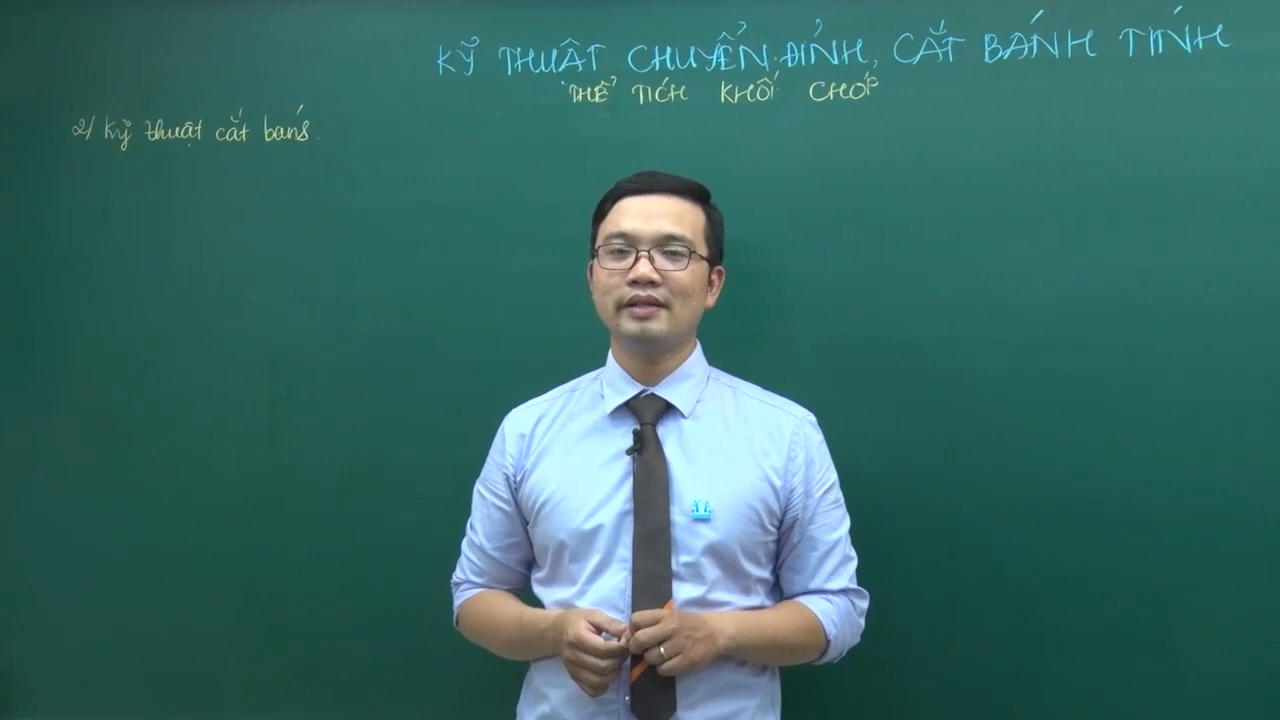 KỸ THUẬT CHUYỂN ĐỈNH, CẮT BÁNH TÍNH
THỂ TÍCH KHỐI CHÓP
2/ Kỹ thuật cắt bánh.